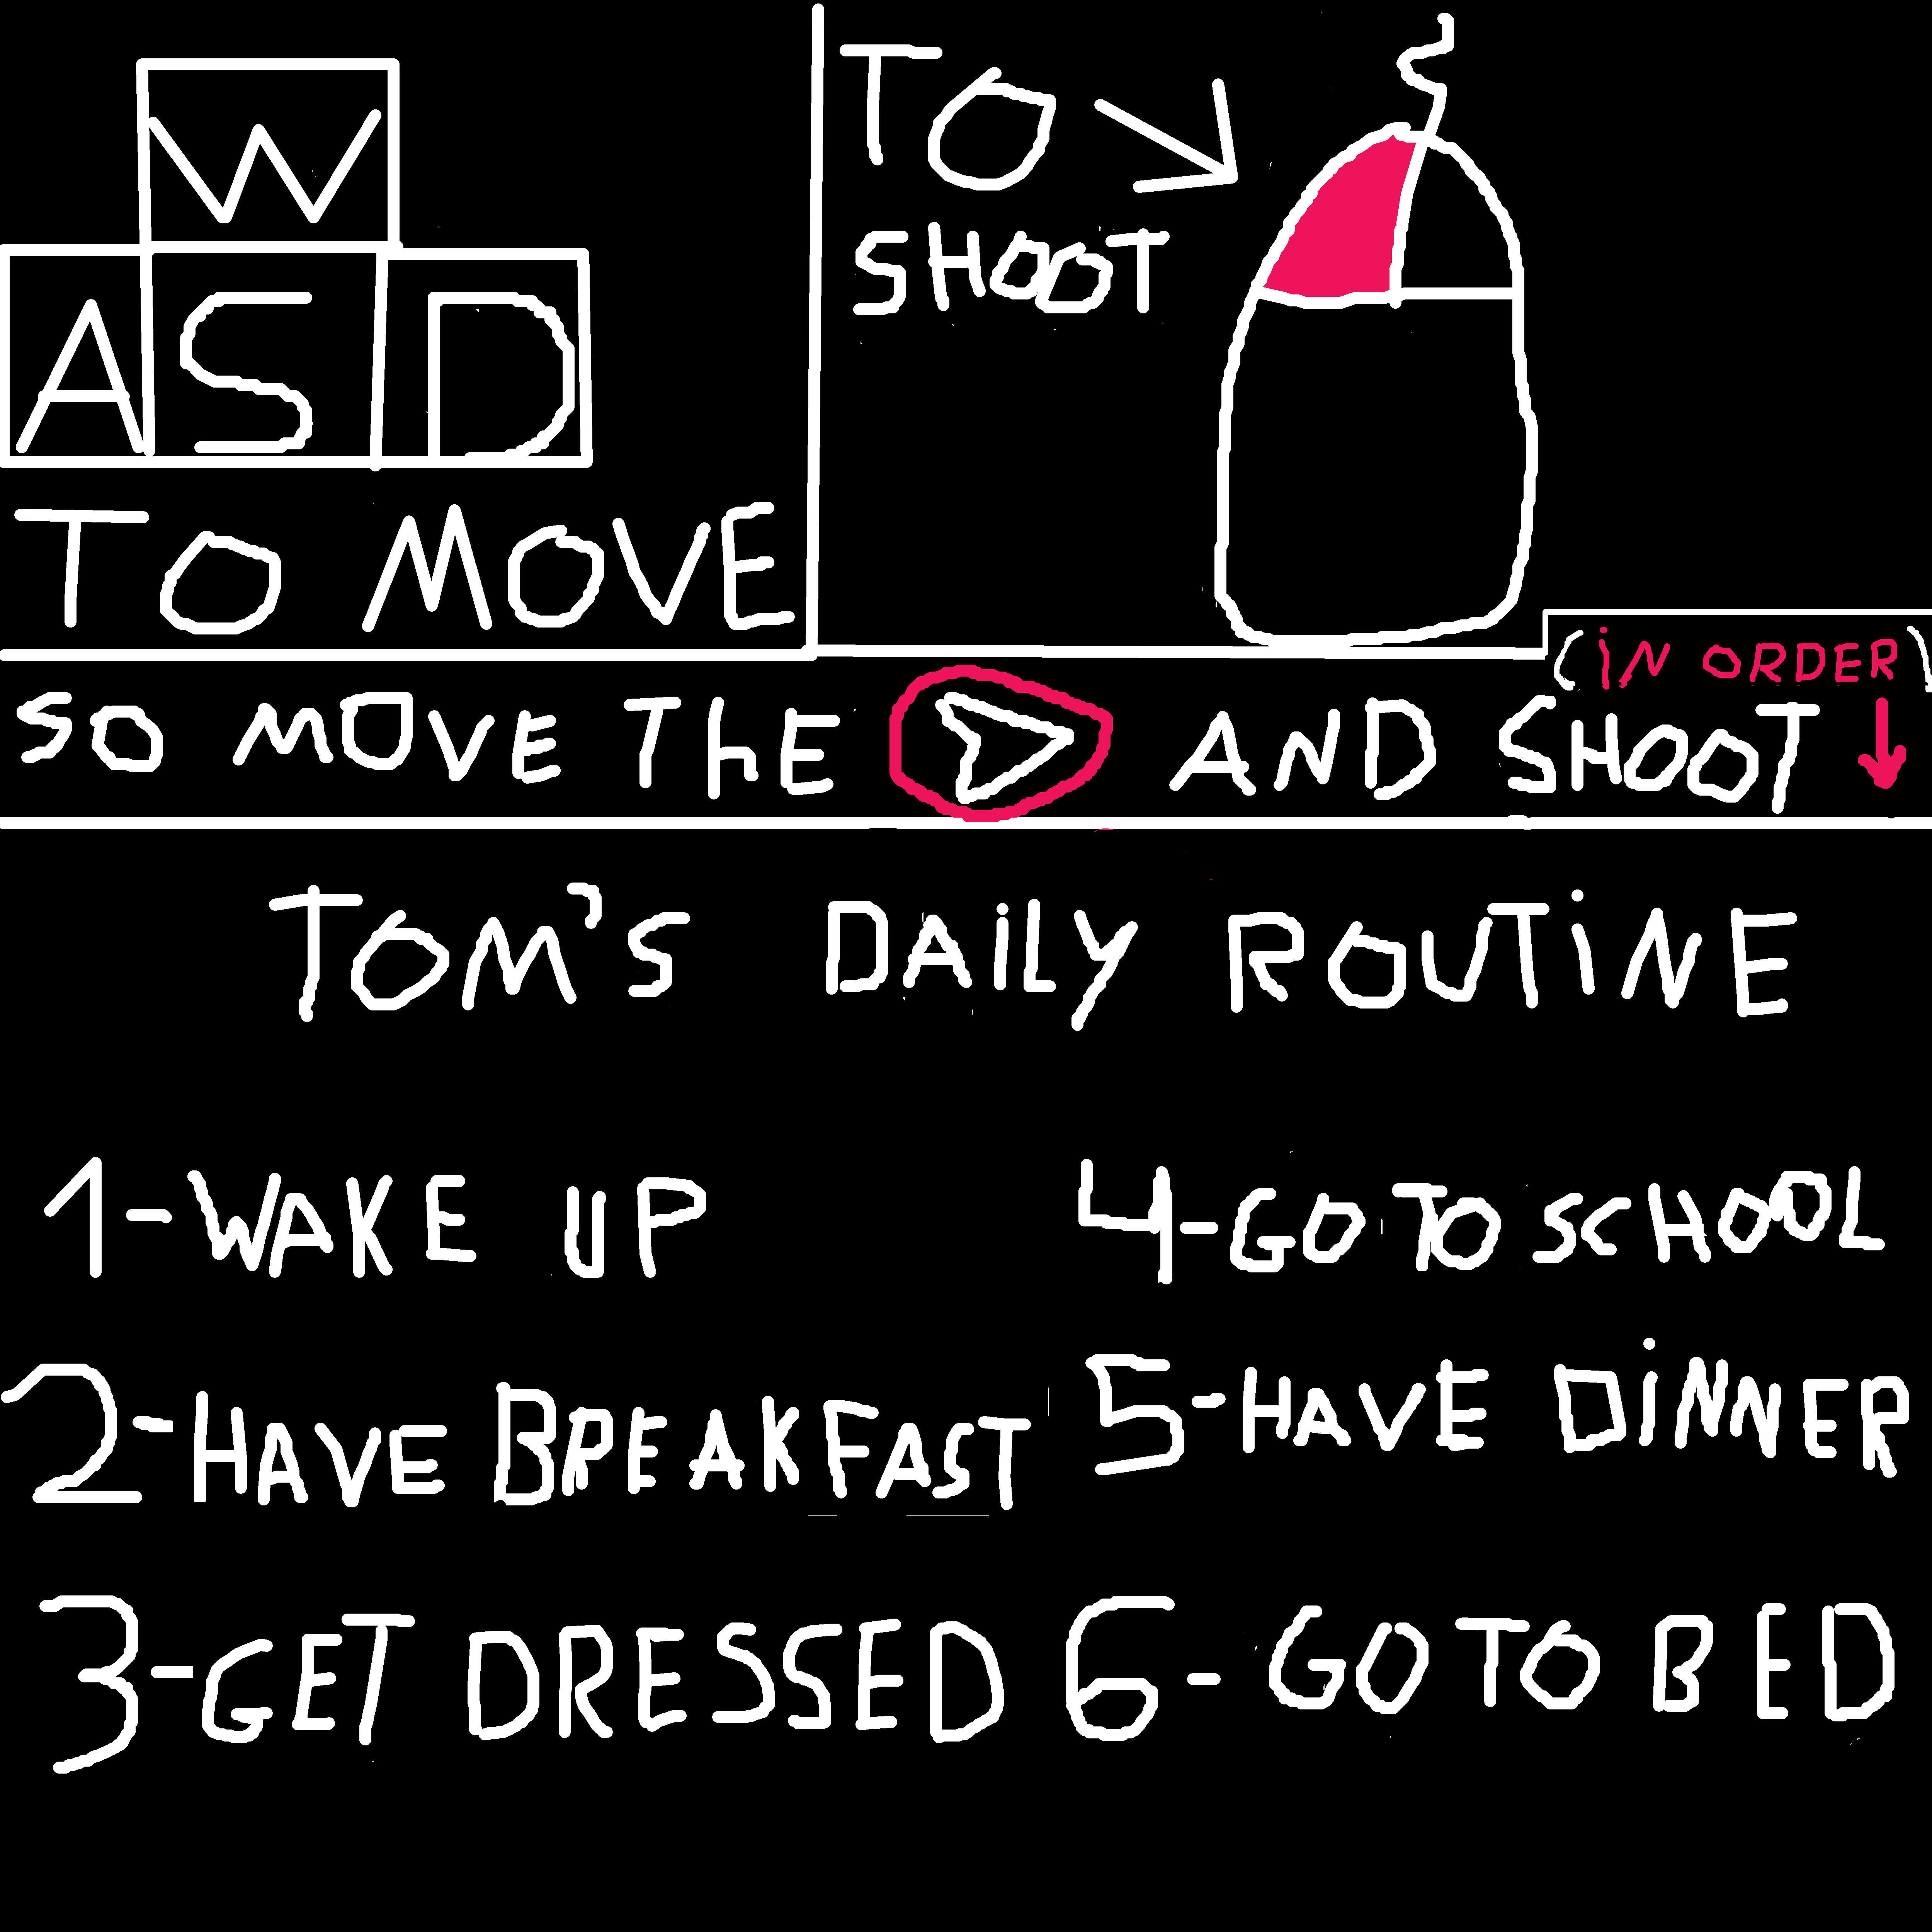 W
A S D
TO MOVE
TO
SHOOT
(iN ORDER)
SO MOVE THE AND SHOOT
TOM'S DAiLY ROUTiNE
1-WAKE UP
2-HAVE BREAKFAST
3-GET DRESSED
4-GO TO SCHOOL
5-HAVE DiNNER
6-GO TO BED